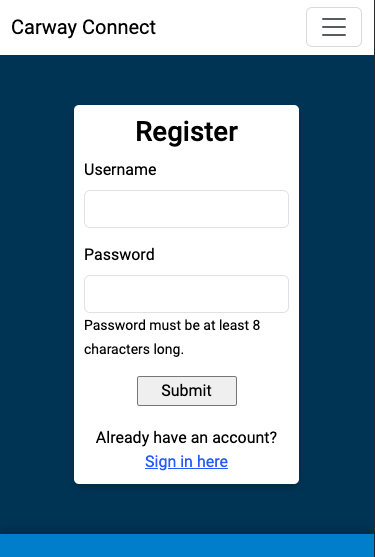 Carway Connect
Register
Username
Password
Password must be at least 8
characters long.
Submit
Already have an account?
Sign in here